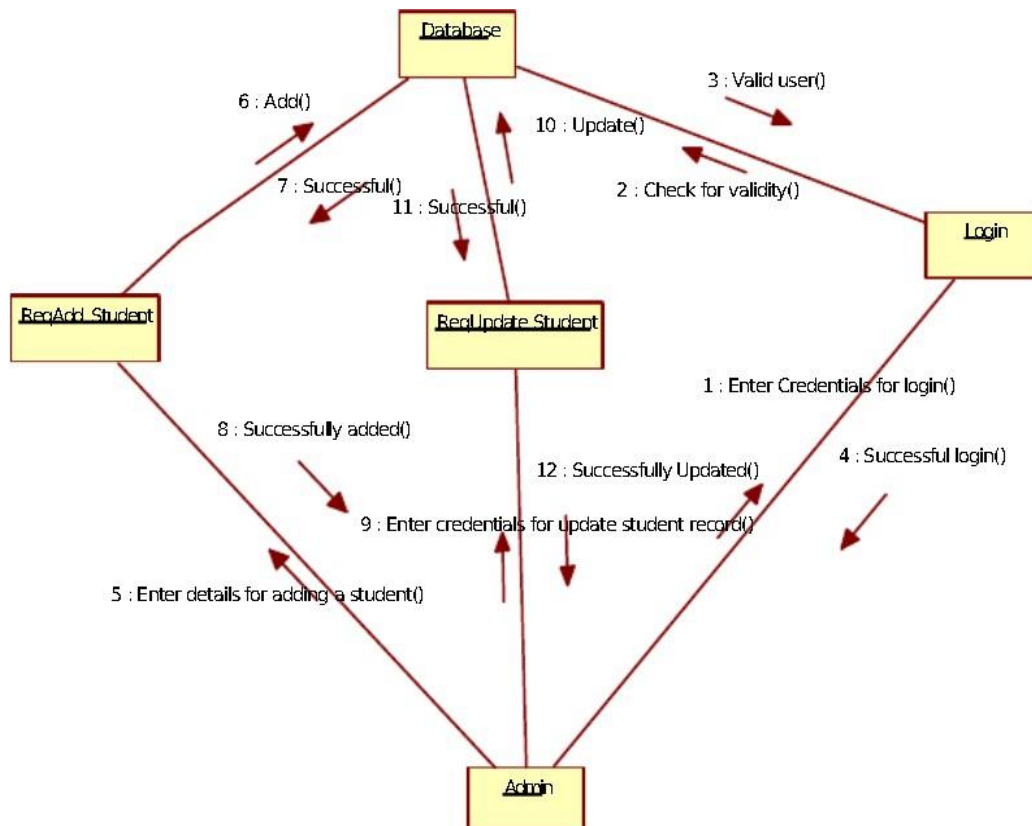 Database
3 : Valid user()
6 : Add()
10 : Update()
7 : Successful()
2 : Check for validity()
11 : Successful()
Login
ReqAdd_Student
ReqUpdate_Student
1 : Enter Credentials for login()
8 : Successfully added()
4 : Successful login()
12 : Successfully Updated()
9 : Enter credentials for update student record()
5 : Enter details for adding a student()
Admin